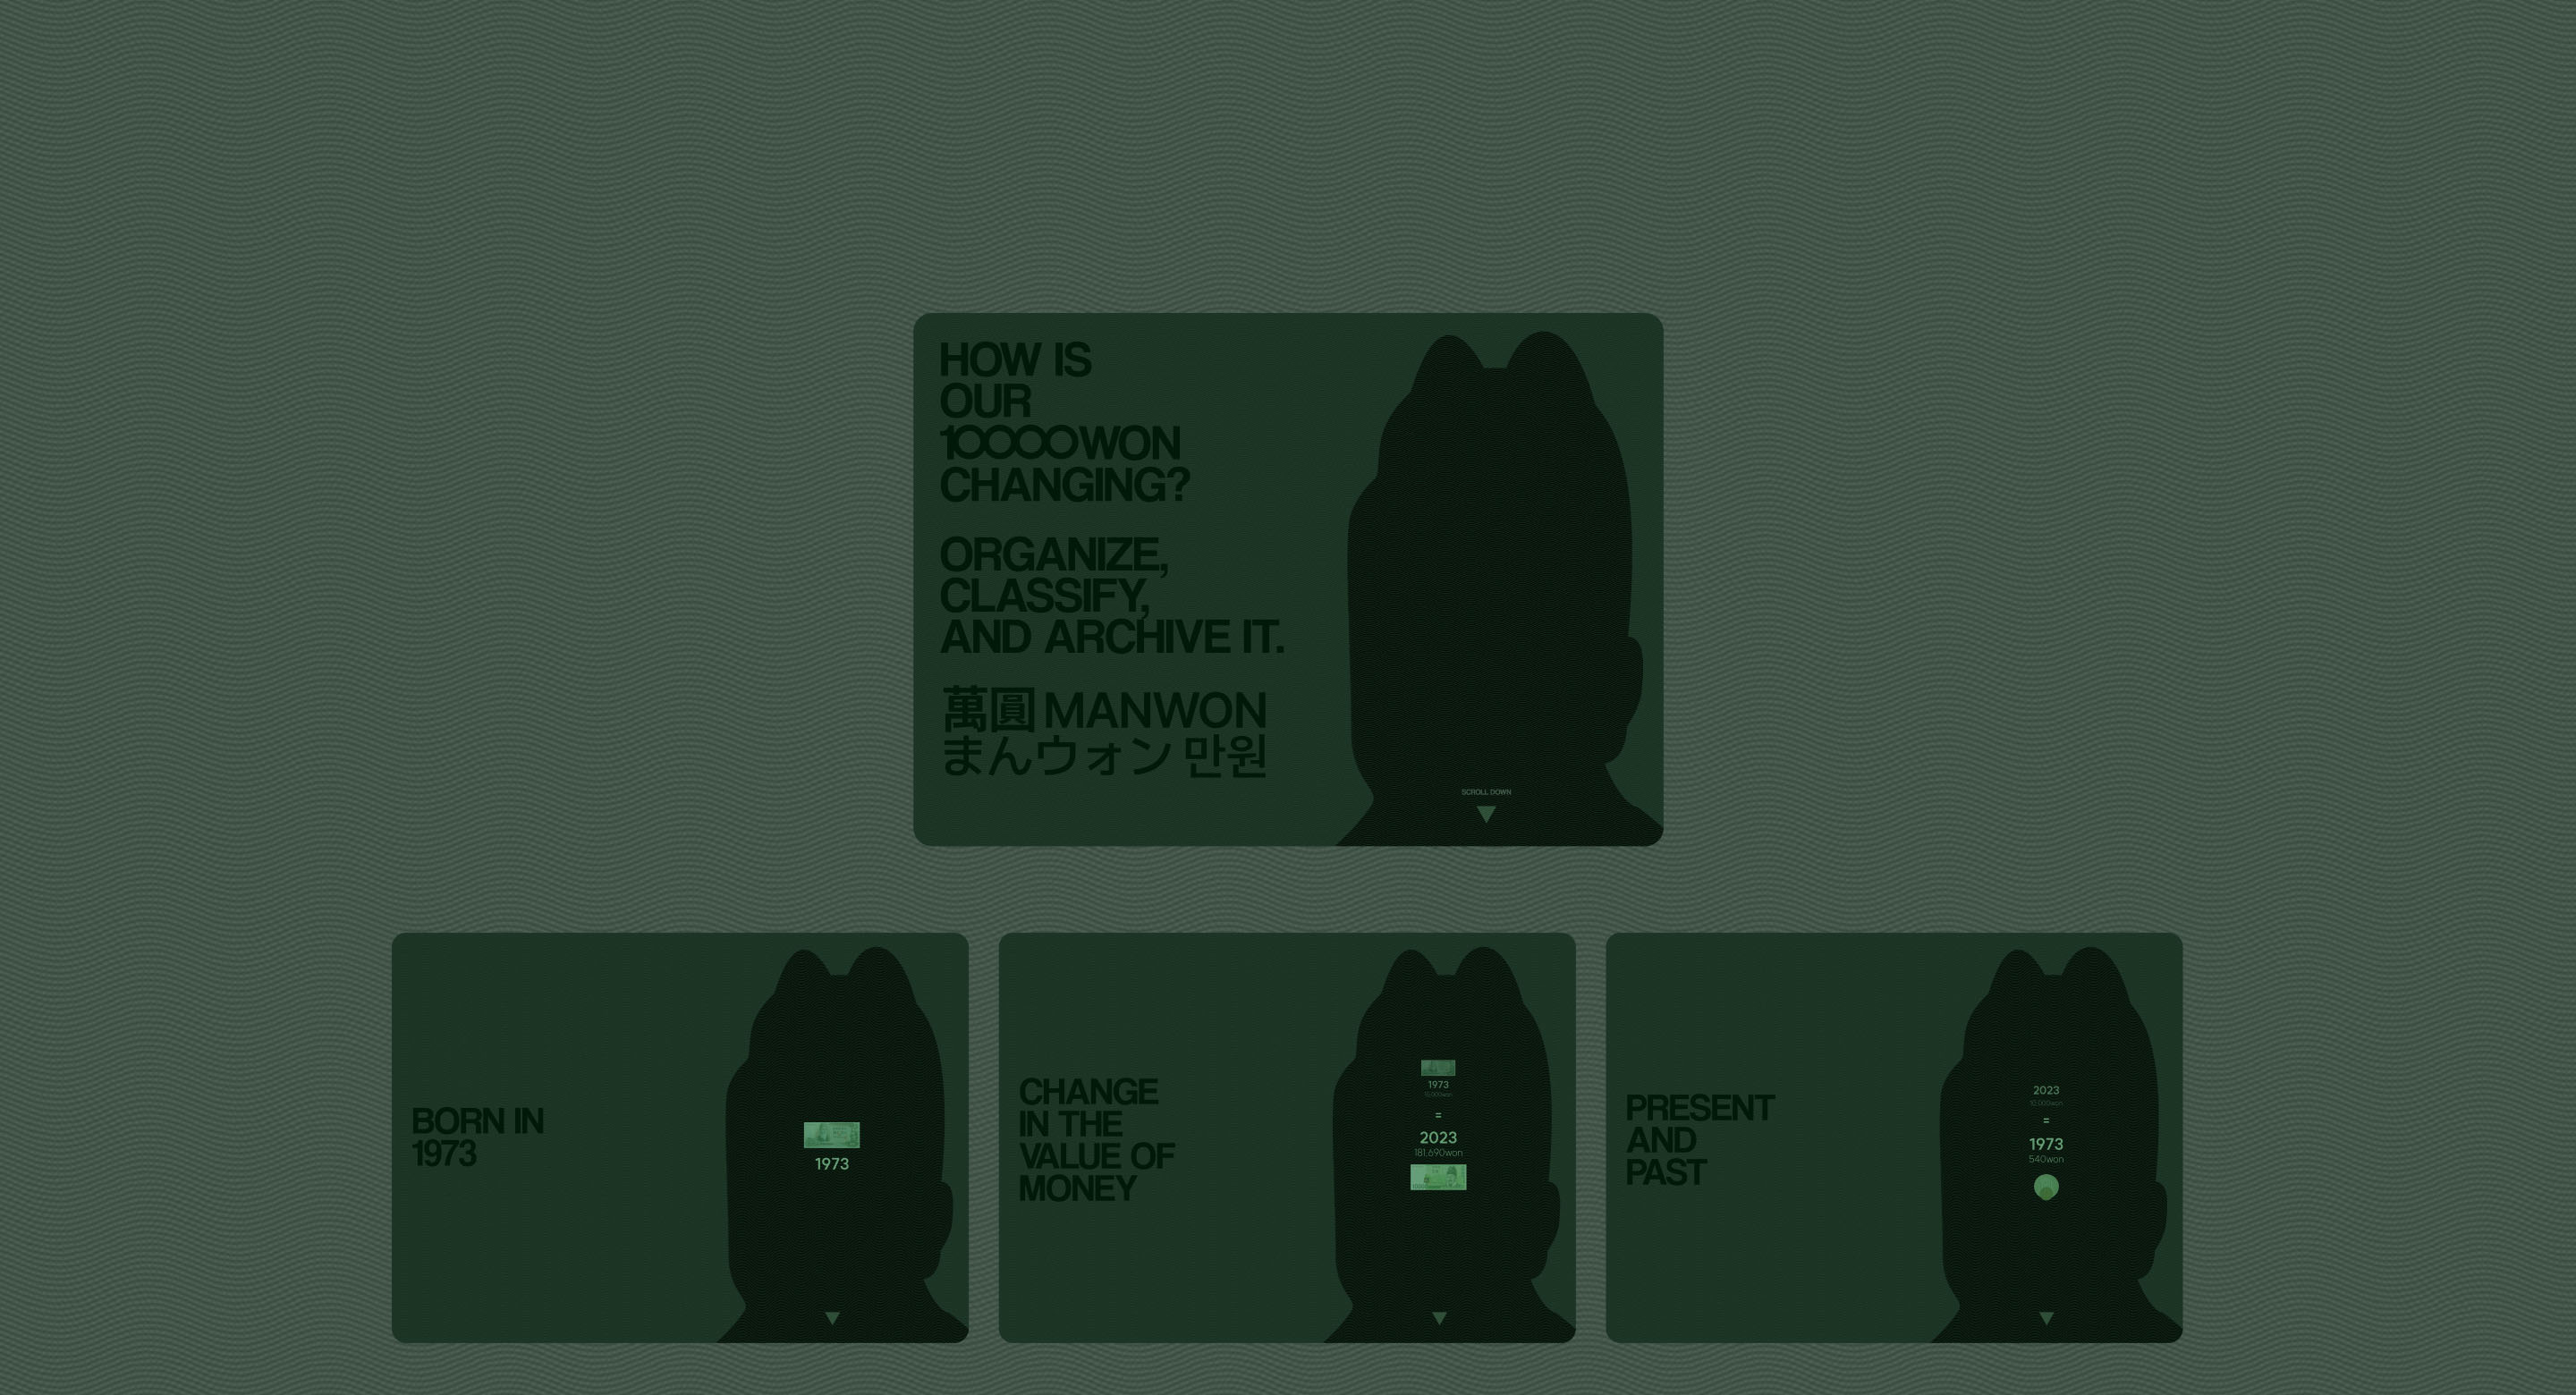 HOW IS
OUR
10000WON
CHANGING?
ORGANIZE,
CLASSIFY,
AND ARCHIVE IT.
萬圓 MANWON
まんウォン 만원
SCROLL DOWN
BORN IN
1973
1973
CHANGE
IN THE
VALUE OF
MONEY
1973
10,000won
=
2023
181,690won
PRESENT
AND
PAST
2023
10,000won
=
1973
540won